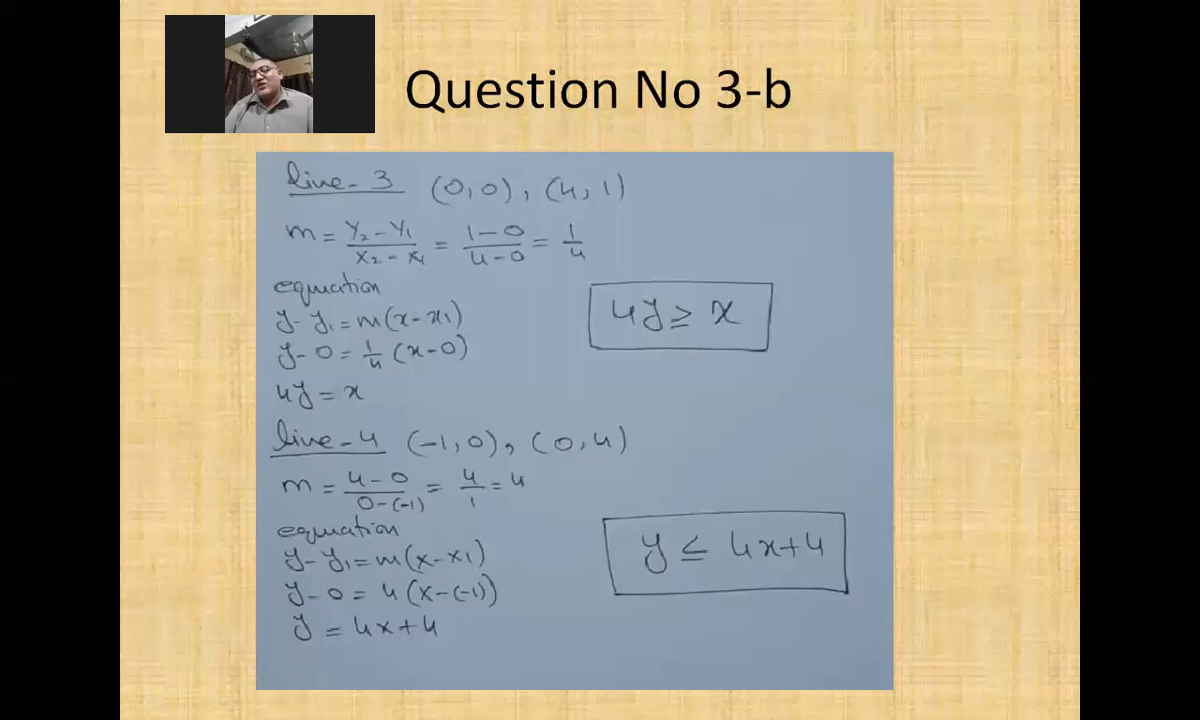 Question No 3-b
line-3 (0,0), (4,1)
m = y₂-y₁/x₂-x₁ = 1-0/4-0 = 1/4
equation
y-y₁=m(x-x₁)
y-0=1/4(x-0)
4y≥x
4y=x
line-4 (-1,0), (0,4)
m = 4-0/0-(-1) = 4/1 = 4
equation
y-y₁=m(x-x₁)
y-0=4(x-(-1))
y≤4x+4
y=4x+4